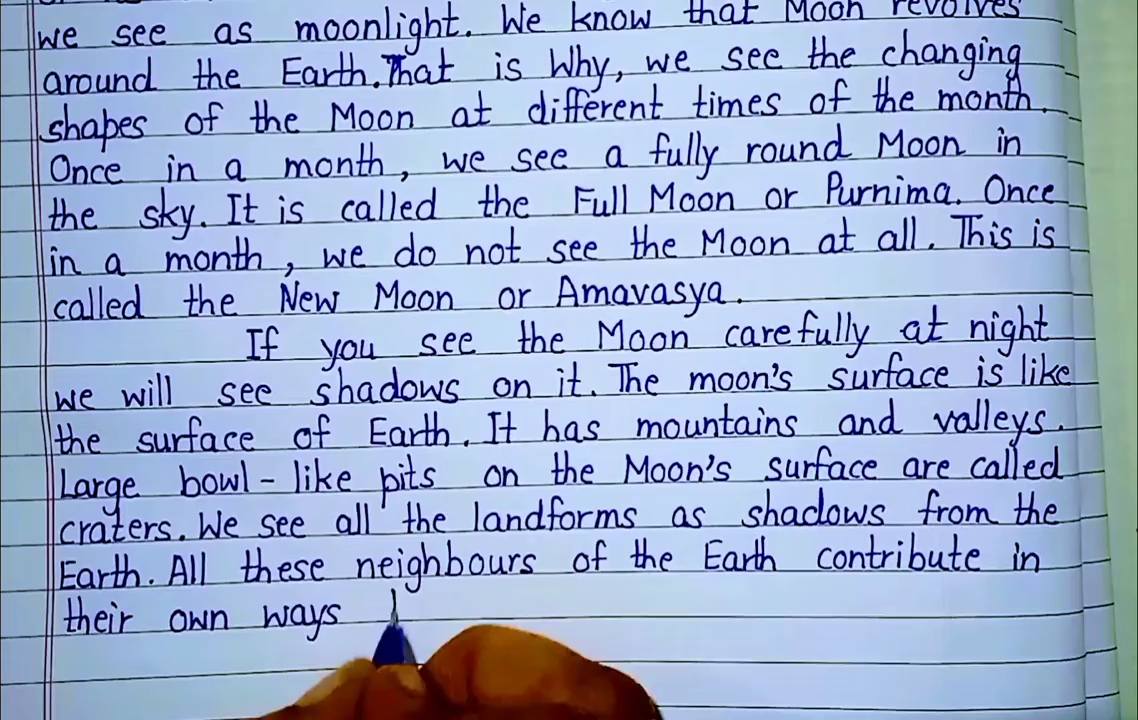 we see as moonlight. We know that Moon revolves
around the Earth. That is Why, we see the changing
shapes of the Moon at different times of the month.
Once in a month, we see a fully round Moon in
the sky. It is called the Full Moon or Purnima. Once
in a month, we do not see the Moon at all. This is
called the New Moon or Amavasya.
If you see the Moon carefully at night
we will see shadows on it. The moon's surface is like
the surface of Earth. It has mountains and valleys.
Large bowl-like pits on the Moon's surface are called
craters. We see all the landforms as shadows from the
Earth. All these neighbours of the Earth contribute in
their own ways